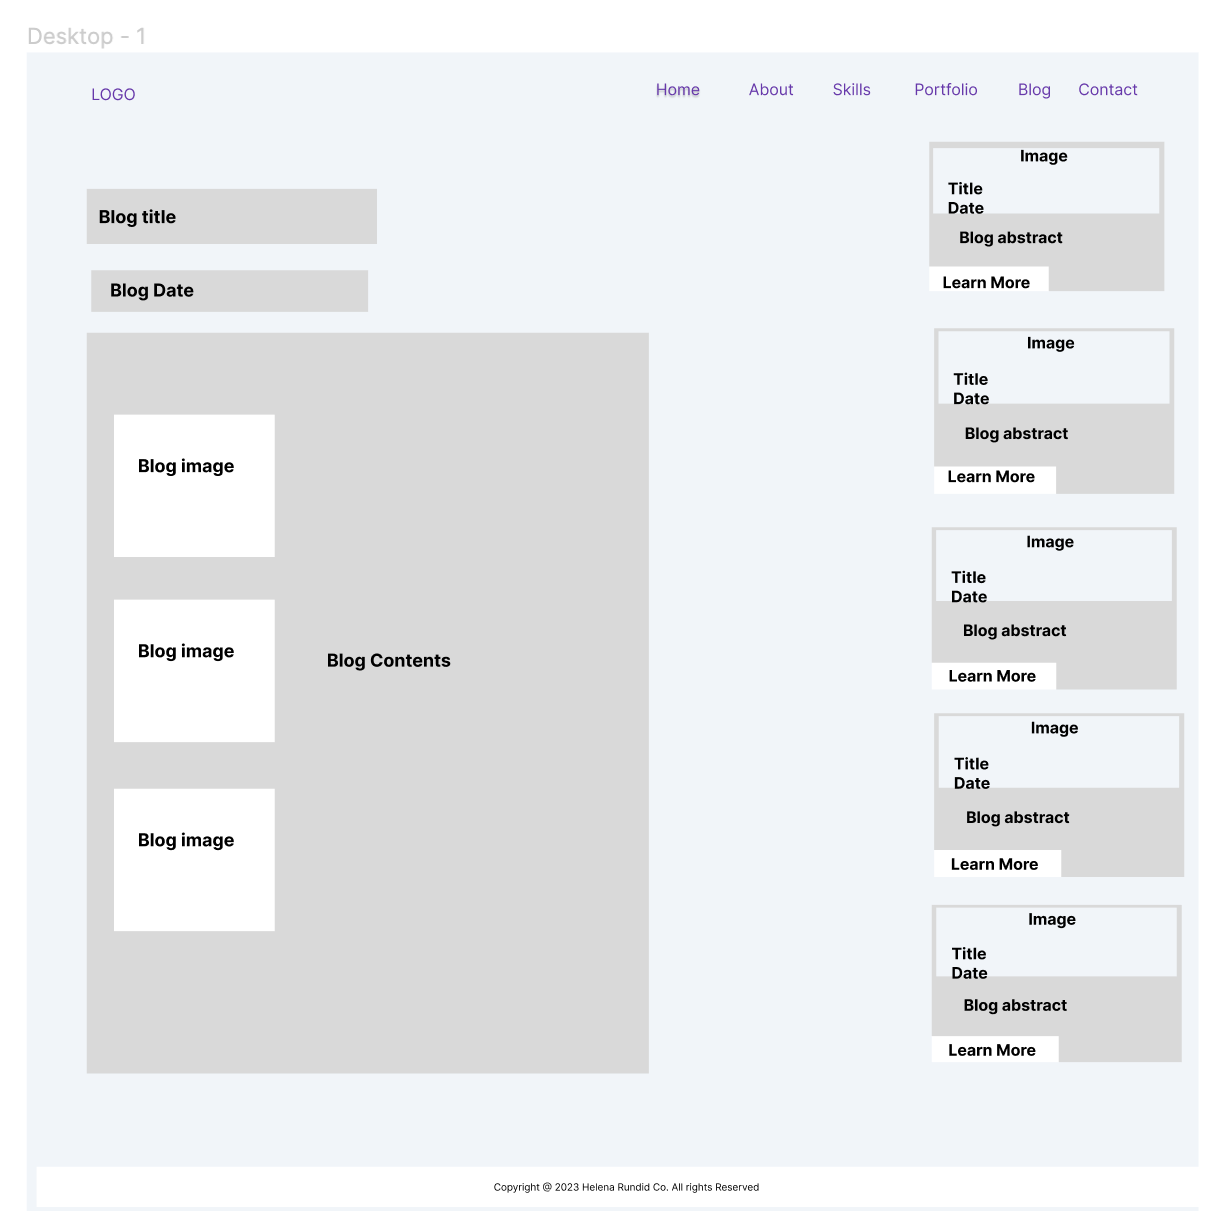 Desktop - 1
LOGO
Home
About
Skills
Portfolio
Blog
Contact
Blog title
Blog Date
Blog image
Blog image
Blog Contents
Blog image
Image
Title
Date
Blog abstract
Learn More
Image
Title
Date
Blog abstract
Learn More
Image
Title
Date
Blog abstract
Learn More
Image
Title
Date
Blog abstract
Learn More
Image
Title
Date
Blog abstract
Learn More
Copyright @ 2023 Helena Rundid Co. All rights Reserved